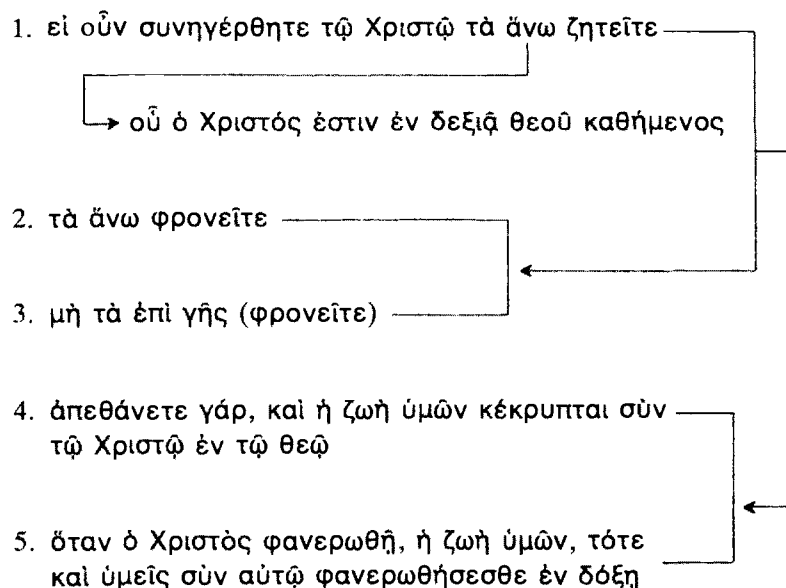 1. εἰ οὖν συνηγέρθητε τῷ Χριστῷ τὰ ἄνω ζητεῖτε
οὗ ὁ Χριστός ἐστιν ἐν δεξιᾷ θεοῦ καθήμενος
2. τὰ ἄνω φρονεῖτε
3. μὴ τὰ ἐπὶ γῆς (φρονεῖτε)
4. ἀπεθάνετε γάρ, καὶ ἡ ζωὴ ὑμῶν κέκρυπται σὺν
τῷ Χριστῷ ἐν τῷ θεῷ
5. ὅταν ὁ Χριστὸς φανερωθῇ, ἡ ζωὴ ὑμῶν, τότε
καὶ ὑμεῖς σὺν αὐτῷ φανερωθήσεσθε ἐν δόξῃ